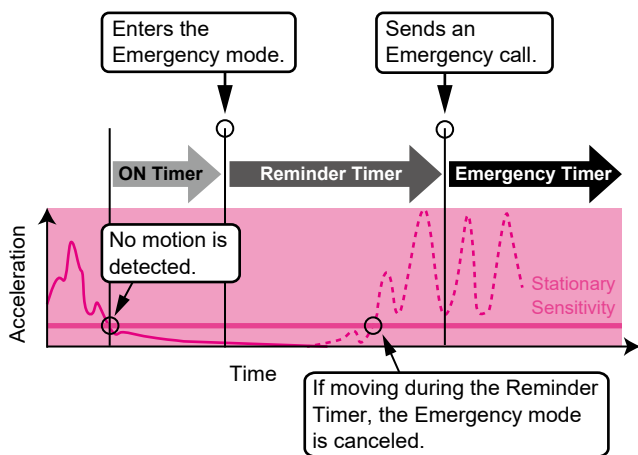 Enters the
Emergency mode.
Sends an
Emergency call.
ON Timer
Reminder Timer
Emergency Timer
No motion is
detected.
Stationary
Sensitivity
Acceleration
Time
If moving during the Reminder
Timer, the Emergency mode
is canceled.